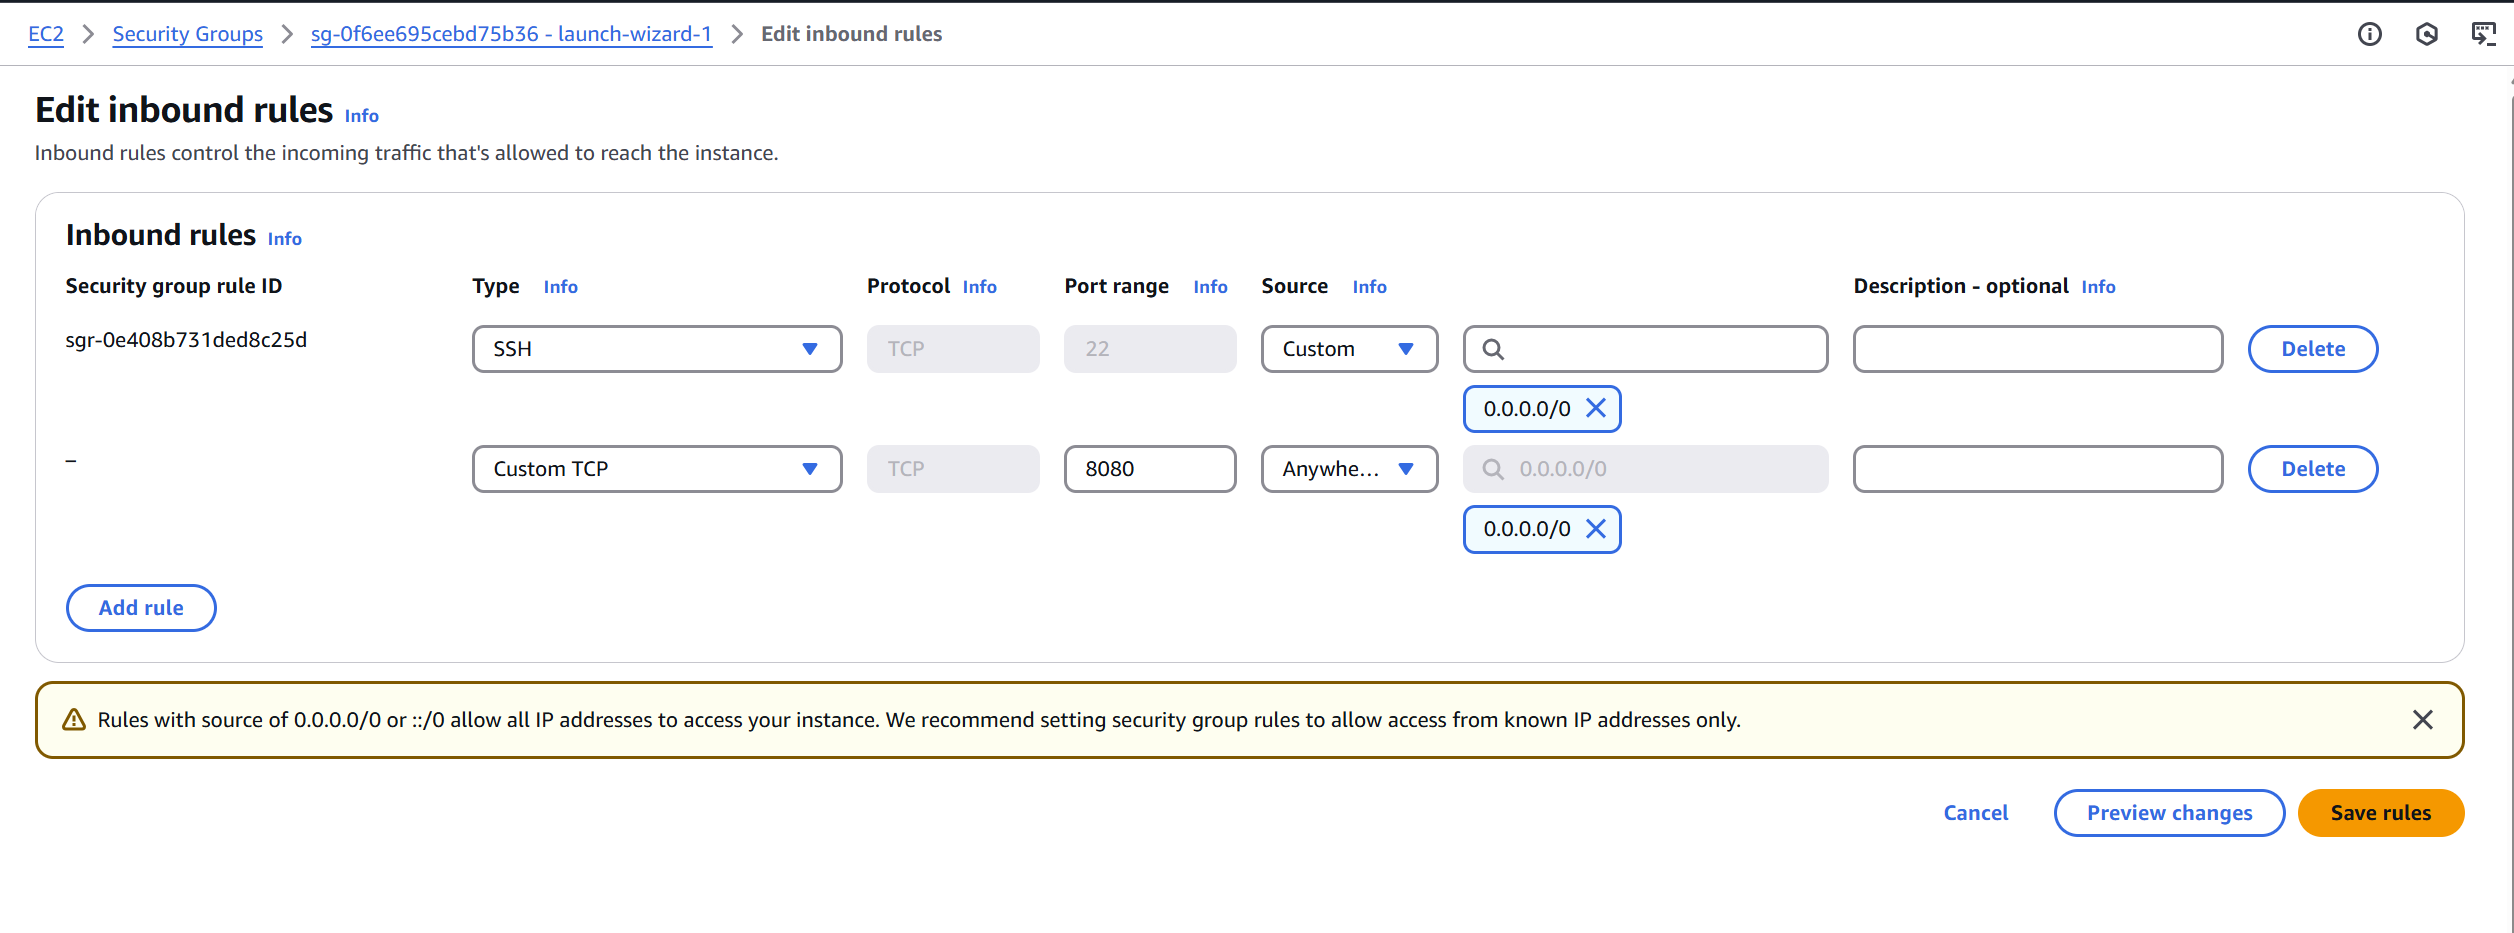 EC2 > Security Groups > sg-0f6ee695cebd75b36 - launch-wizard-1 > Edit inbound rules
Edit inbound rules Info
Inbound rules control the incoming traffic that's allowed to reach the instance.
Inbound rules Info
Security group rule ID Type Info Protocol Info Port range Info Source Info Description - optional Info
sgr-0e408b731ded8c25d SSH TCP 22 Custom Delete
0.0.0.0/0
– Custom TCP TCP 8080 Anywhe... 0.0.0.0/0 Delete
0.0.0.0/0
Add rule
Rules with source of 0.0.0.0/0 or ::/0 allow all IP addresses to access your instance. We recommend setting security group rules to allow access from known IP addresses only.
Cancel Preview changes Save rules